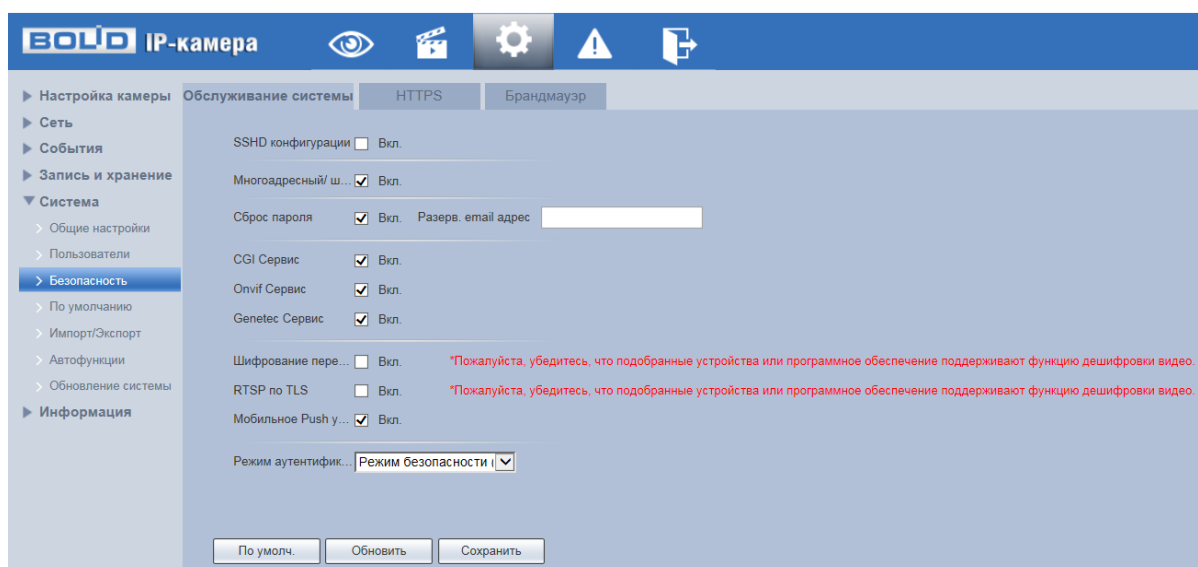 BOLID IP-камера
Настройка камеры
Сеть
События
Запись и хранение
Система
Общие настройки
Пользователи
Безопасность
По умолчанию
Импорт/Экспорт
Автофункции
Обновление системы
Информация
Обслуживание системы HTTPS Брандмауэр
SSHD конфигурации Вкл.
Многоадресный/ ш... Вкл.
Сброс пароля Вкл. Разерв. email адрес
CGI Сервис Вкл.
Onvif Сервис Вкл.
Genetec Сервис Вкл.
Шифрование пере... Вкл. *Пожалуйста, убедитесь, что подобранные устройства или программное обеспечение поддерживают функцию дешифровки видео.
RTSP по TLS Вкл. *Пожалуйста, убедитесь, что подобранные устройства или программное обеспечение поддерживают функцию дешифровки видео.
Мобильное Push у... Вкл.
Режим аутентифик... Режим безопасности (
По умолч. Обновить Сохранить